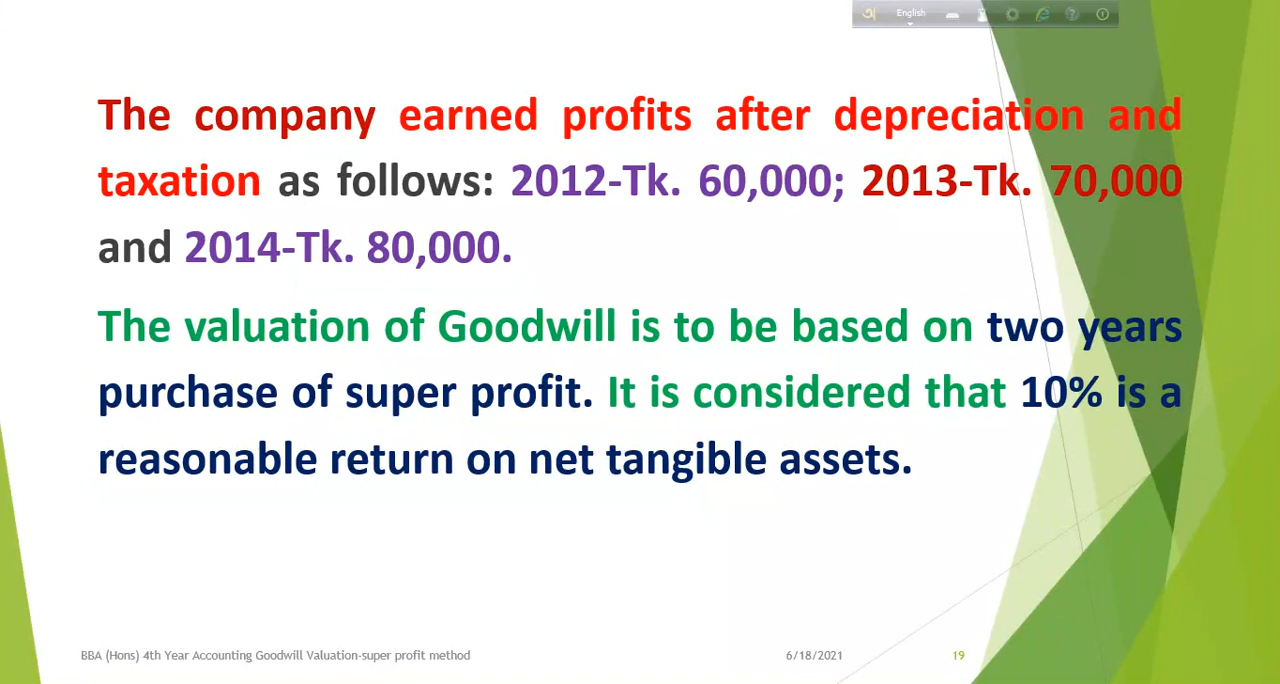 English
The company earned profits after depreciation and
taxation as follows: 2012-Tk. 60,000; 2013-Tk. 70,000
and 2014-Tk. 80,000.
The valuation of Goodwill is to be based on two years
purchase of super profit. It is considered that 10% is a
reasonable return on net tangible assets.
BBA (Hons) 4th Year Accounting Goodwill Valuation-super profit method 6/18/2021 19